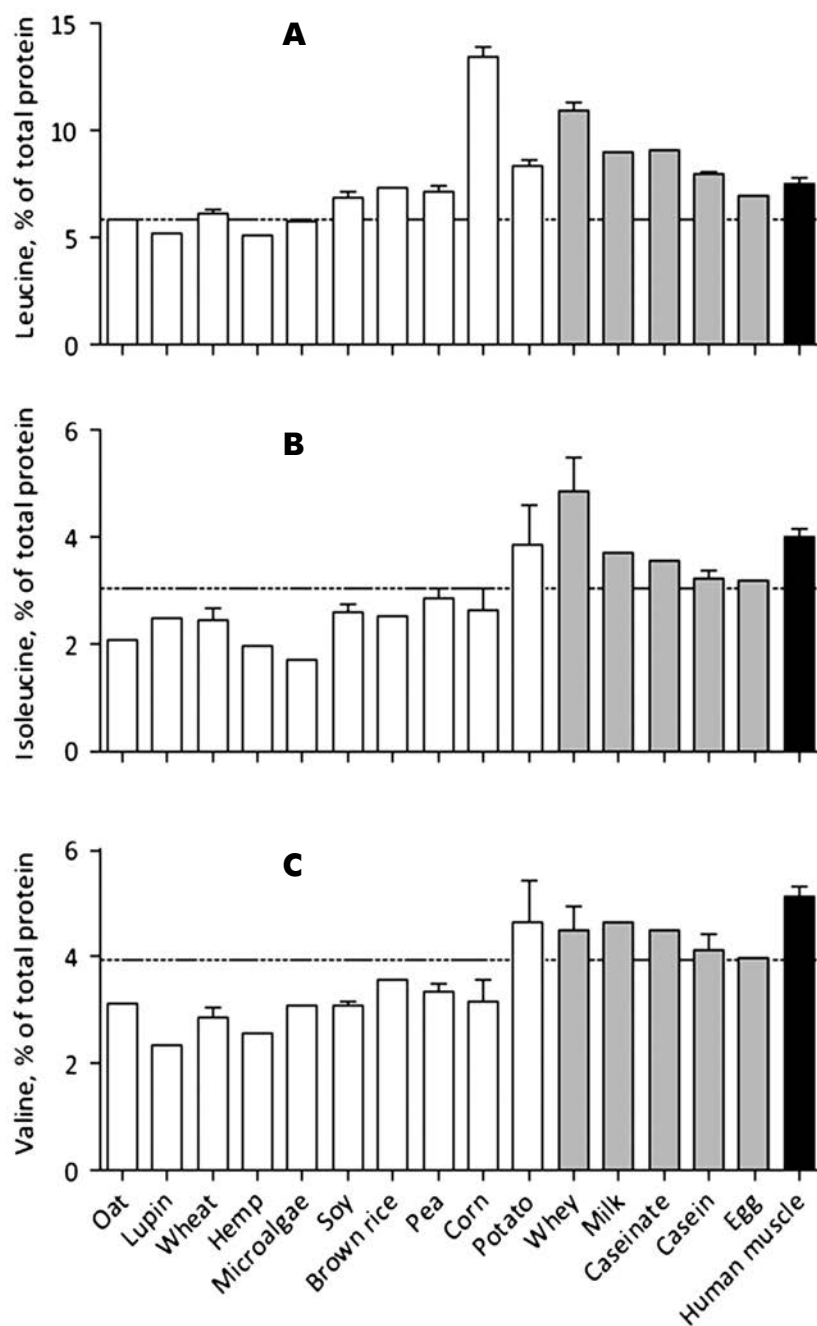 A
Leucine, % of total protein
15
10
5
0
B
Isoleucine, % of total protein
6
4
2
0
C
Valine, % of total protein
6
4
2
0
Oat
Lupin
Wheat
Hemp
Microalgae
Soy
Brown rice
Pea
Corn
Potato
Whey
Milk
Caseinate
Casein
Egg
Human muscle